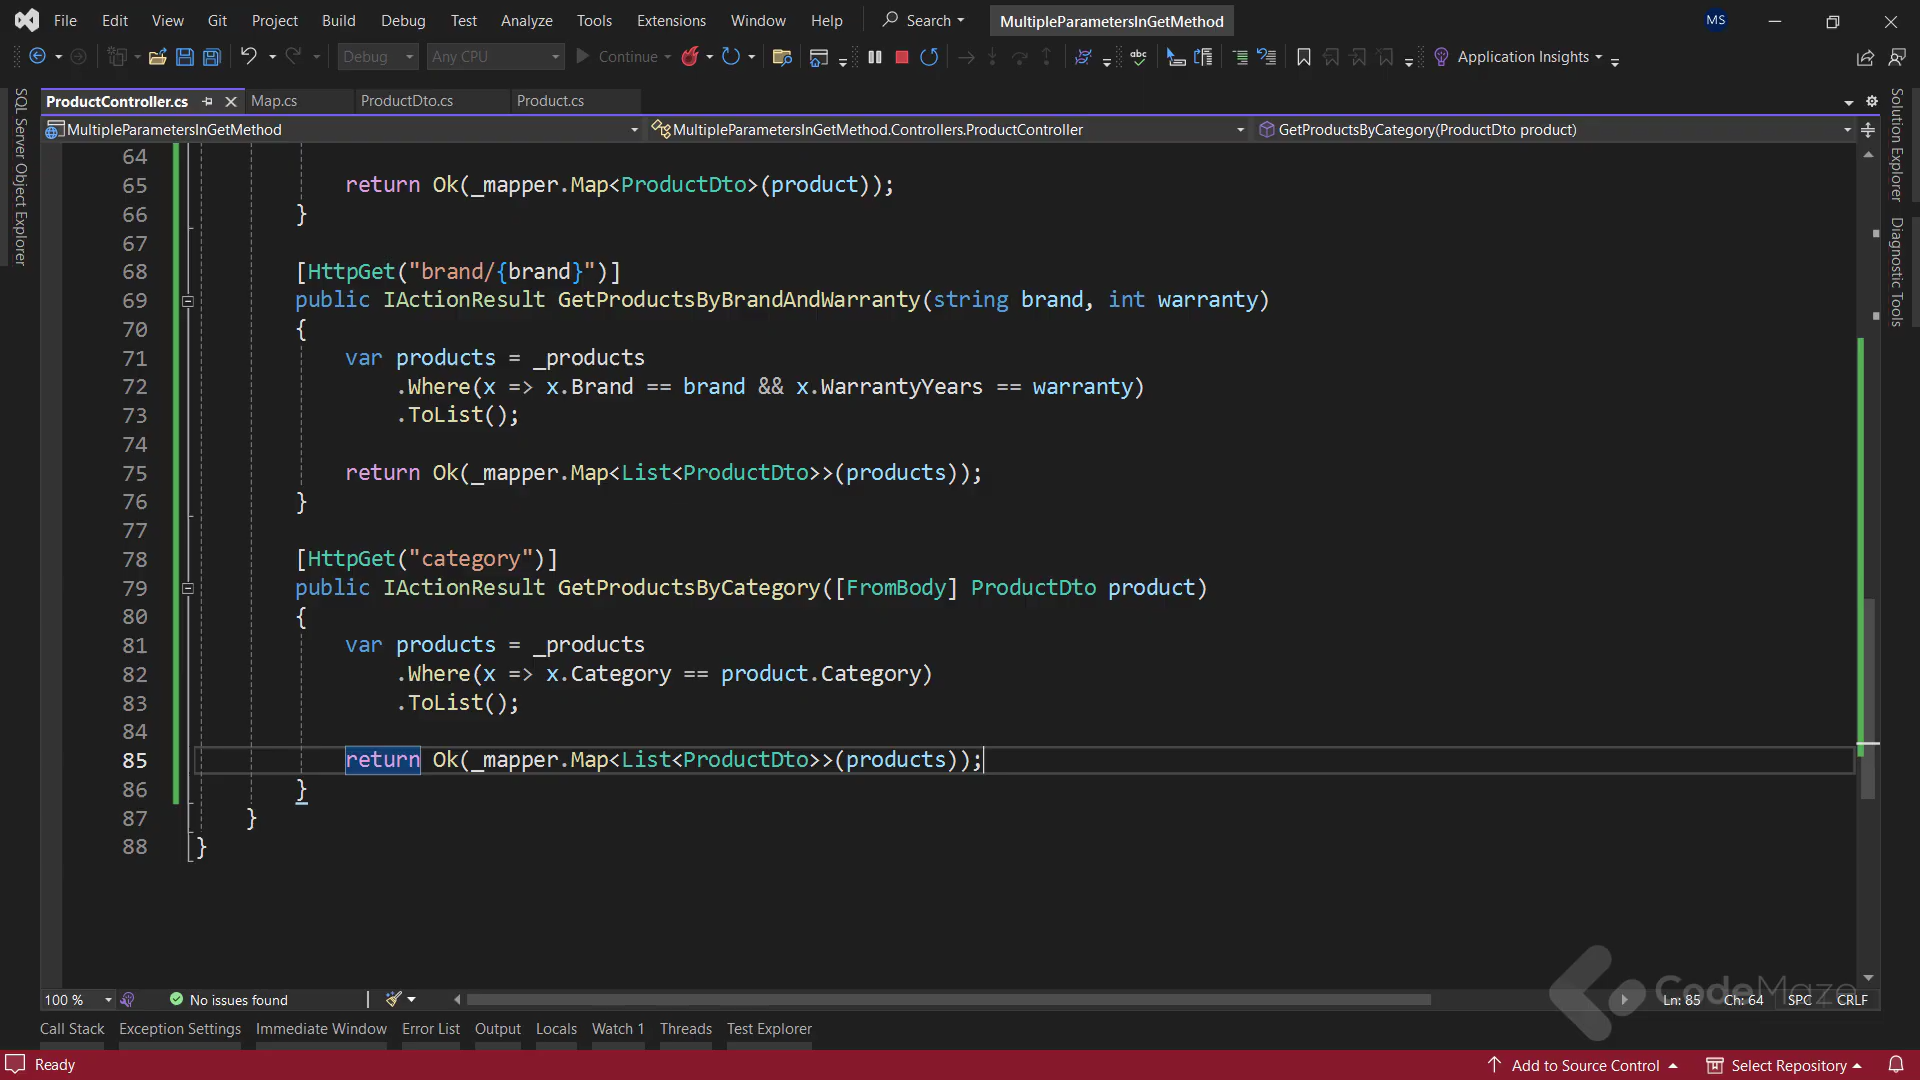 File Edit View Git Project Build Debug Test Analyze Tools Extensions Window Help Search MultipleParametersInGetMethod MS
Debug Any CPU Continue abc Application Insights
ProductController.cs Map.cs ProductDto.cs Product.cs
MultipleParametersInGetMethod MultipleParametersInGetMethod.Controllers.ProductController GetProductsByCategory(ProductDto product)
SQL Server Object Explorer
Solution Explorer
Diagnostic Tools
64
65 return Ok(_mapper.Map<ProductDto>(product));
66 }
67
68 [HttpGet("brand/{brand}")]
69 public IActionResult GetProductsByBrandAndWarranty(string brand, int warranty)
70 {
71 var products = _products
72 .Where(x => x.Brand == brand && x.WarrantyYears == warranty)
73 .ToList();
74
75 return Ok(_mapper.Map<List<ProductDto>>(products));
76 }
77
78 [HttpGet("category")]
79 public IActionResult GetProductsByCategory([FromBody] ProductDto product)
80 {
81 var products = _products
82 .Where(x => x.Category == product.Category)
83 .ToList();
84
85 return Ok(_mapper.Map<List<ProductDto>>(products));
86 }
87 }
88 }
CodeMaze
100 % No issues found Ln: 85 Ch: 64 SPC CRLF
Call Stack Exception Settings Immediate Window Error List Output Locals Watch 1 Threads Test Explorer
Ready Add to Source Control Select Repository